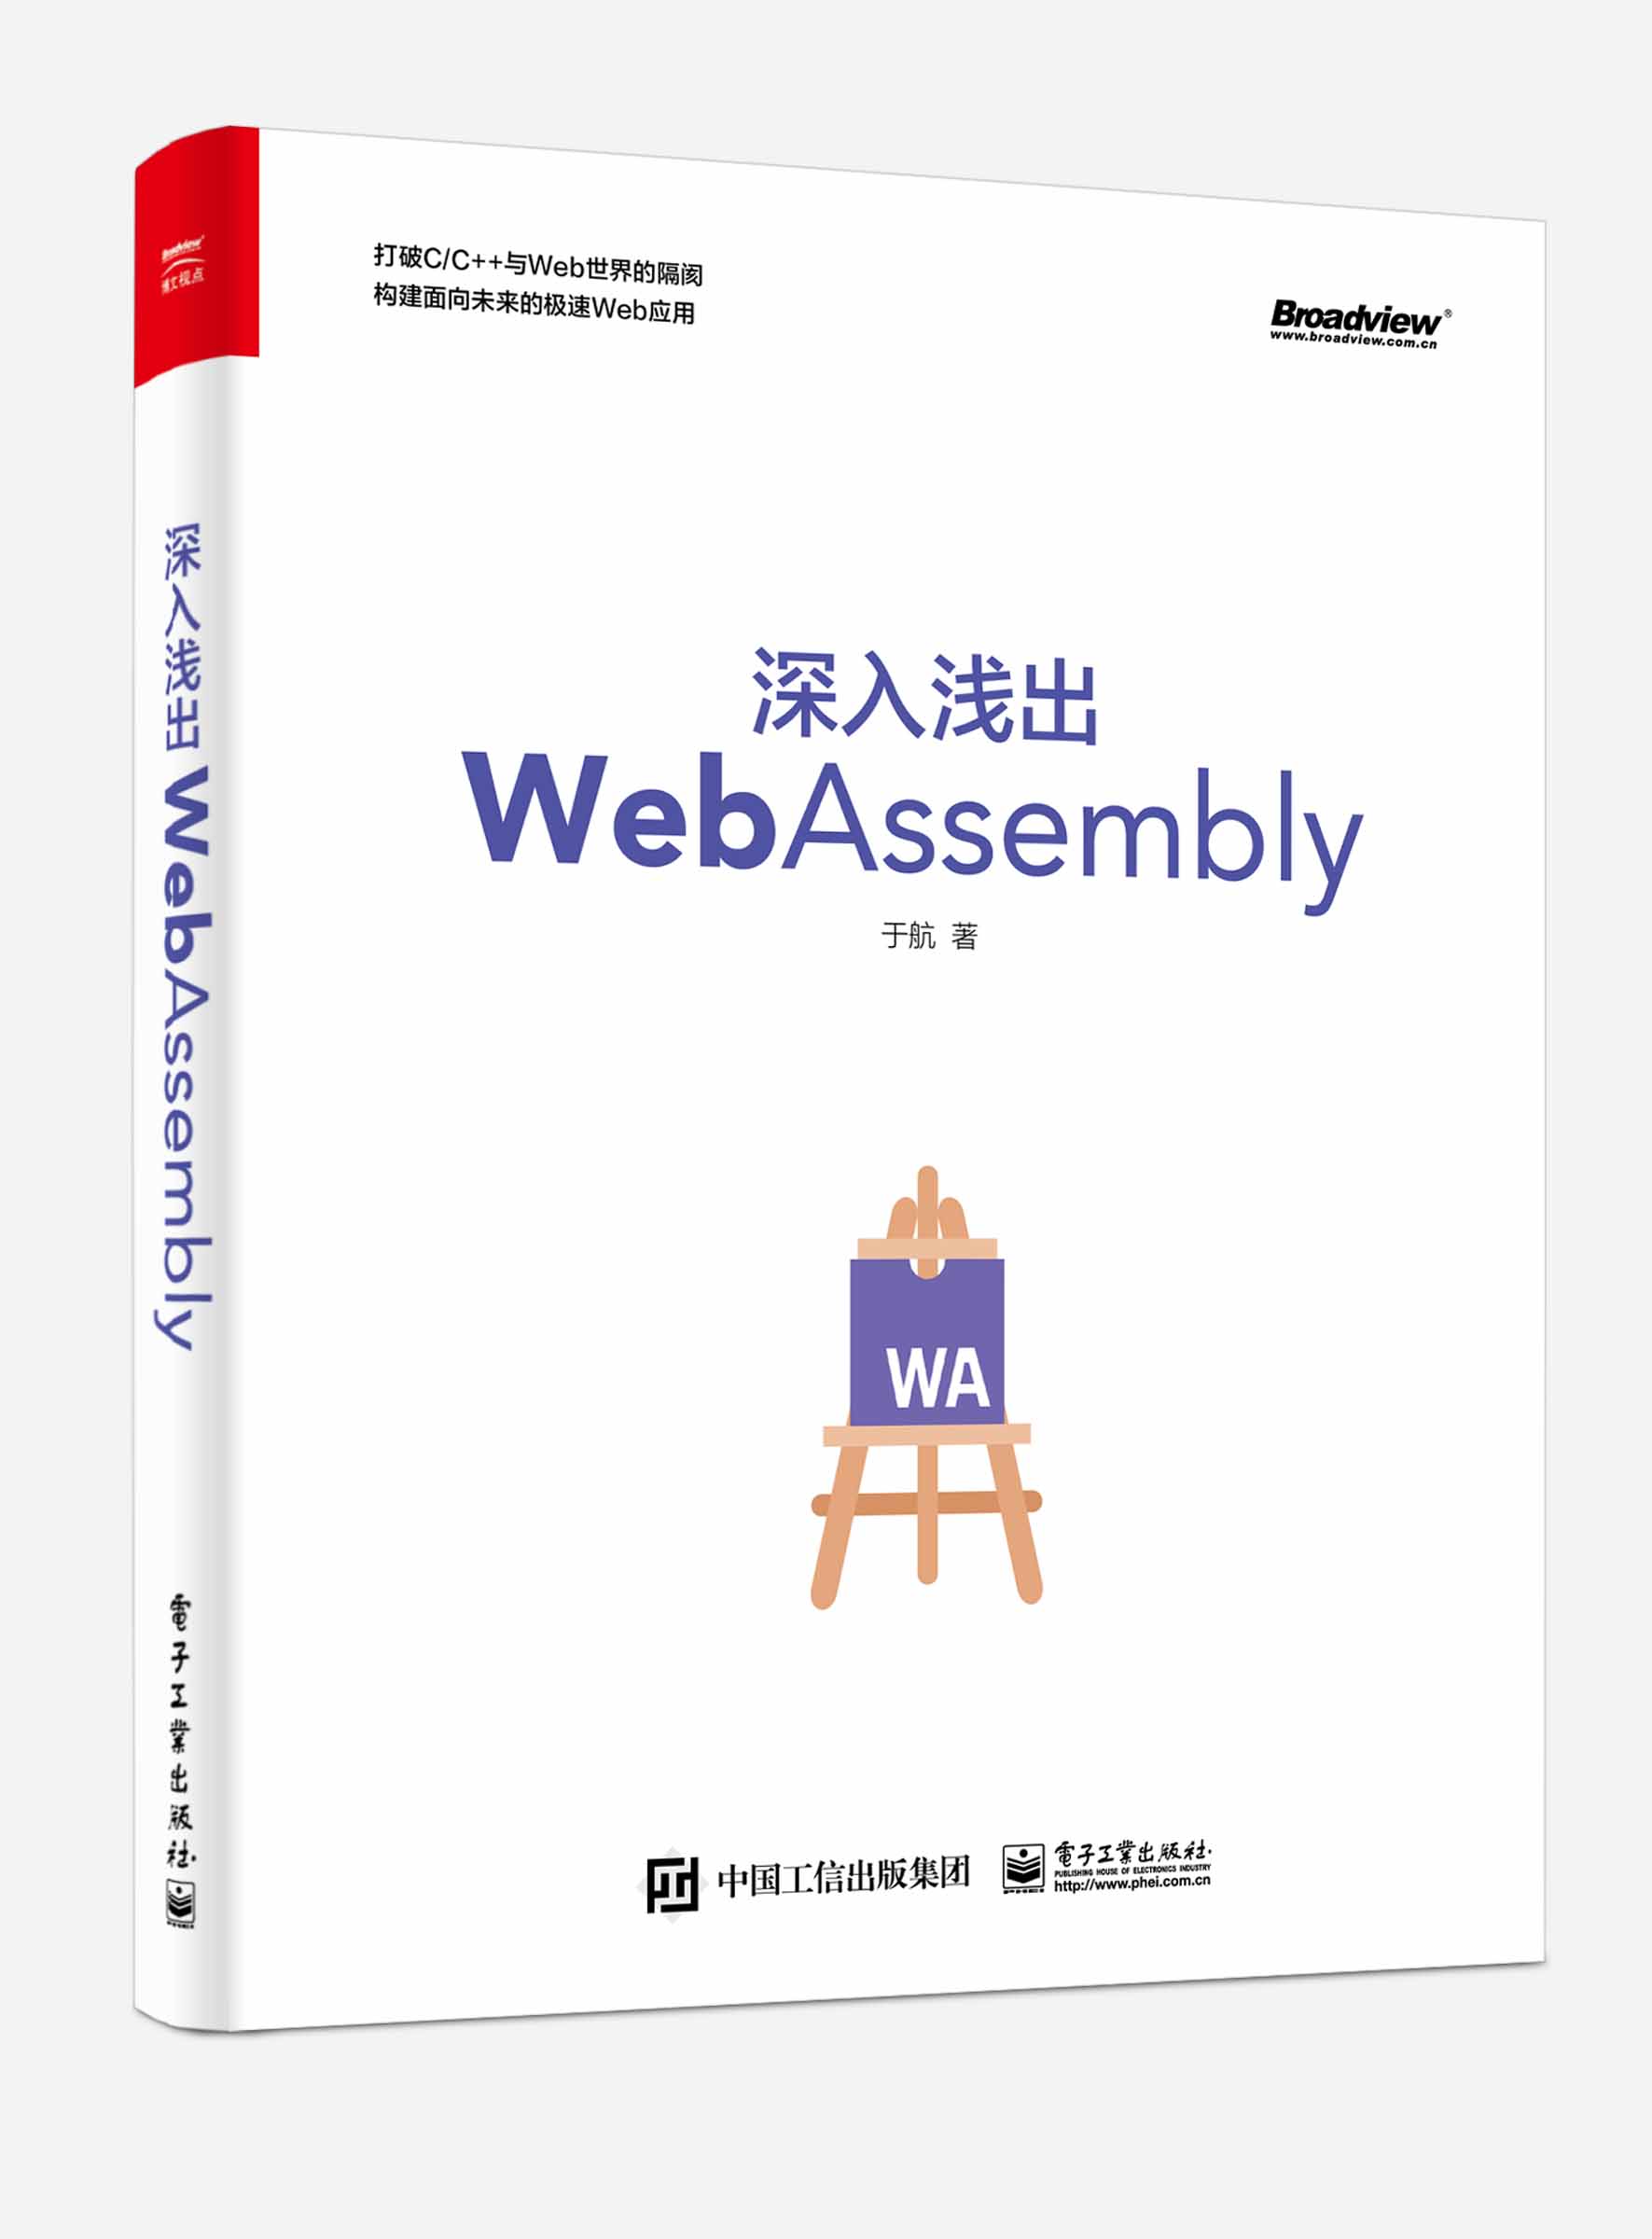 打破C/C++与Web世界的隔阂
构建面向未来的极速Web应用
Broadview®
www.broadview.com.cn
深入浅出
WebAssembly
于航 著
WA
中国工信出版集团
電子工業出版社
PUBLISHING HOUSE OF ELECTRONICS INDUSTRY
http://www.phei.com.cn
PHEI
Broadview
博文视点
深入浅出 WebAssembly
電子工業出版社
PHEI